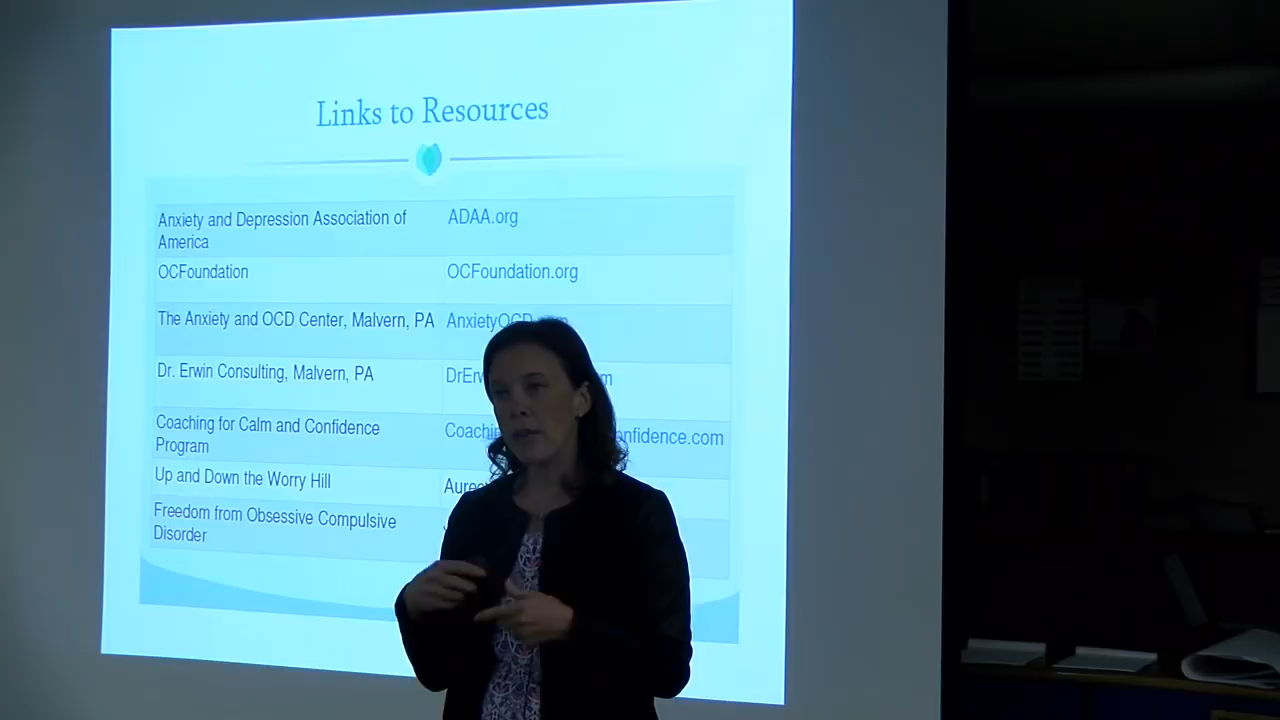 Links to Resources
Anxiety and Depression Association of
America
ADAA.org
OCFoundation
OCFoundation.org
The Anxiety and OCD Center, Malvern, PA
Dr. Erwin Consulting, Malvern, PA
Coaching for Calm and Confidence
Program
Up and Down the Worry Hill
Freedom from Obsessive Compulsive
Disorder